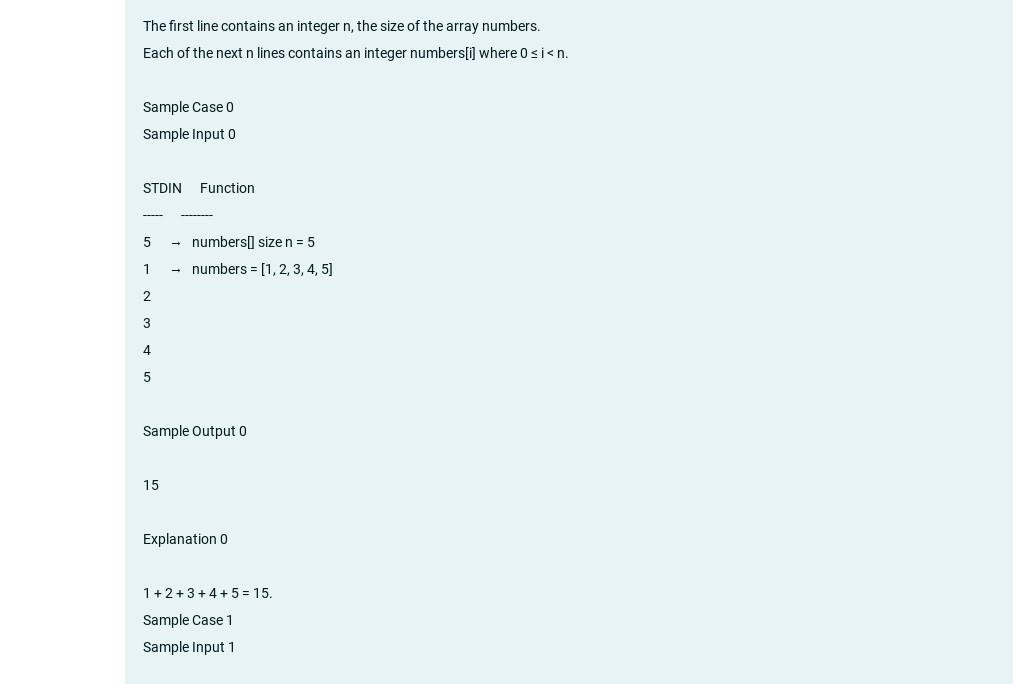 The first line contains an integer n, the size of the array numbers.
Each of the next n lines contains an integer numbers[i] where 0 ≤ i < n.
Sample Case 0
Sample Input 0
STDIN Function
----- --------
5 → numbers[] size n = 5
1 → numbers = [1, 2, 3, 4, 5]
2
3
4
5
Sample Output 0
15
Explanation 0
1 + 2 + 3 + 4 + 5 = 15.
Sample Case 1
Sample Input 1